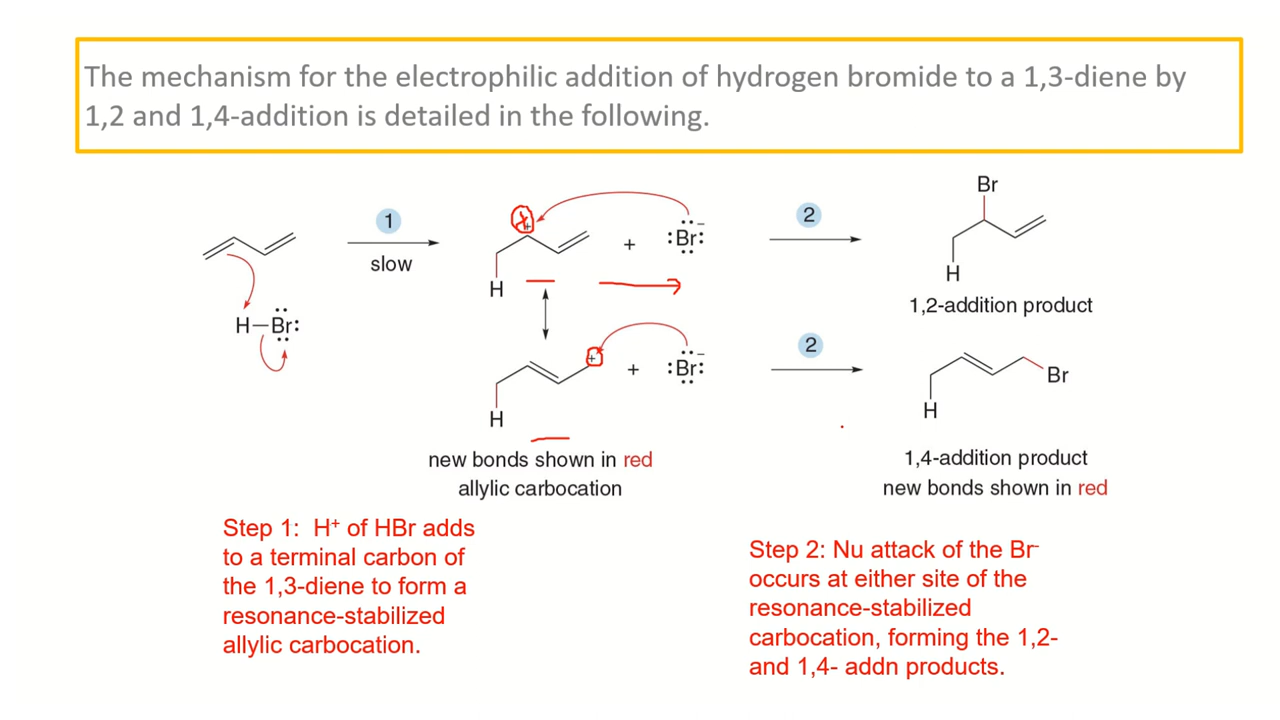 The mechanism for the electrophilic addition of hydrogen bromide to a 1,3-diene by
1,2 and 1,4-addition is detailed in the following.
1
slow
H–Br:
+
H
+
:Br:–
2
Br
H
1,2-addition product
+
H
+
:Br:–
2
Br
H
new bonds shown in red
allylic carbocation
1,4-addition product
new bonds shown in red
Step 1: H⁺ of HBr adds
to a terminal carbon of
the 1,3-diene to form a
resonance-stabilized
allylic carbocation.
Step 2: Nu attack of the Br⁻
occurs at either site of the
resonance-stabilized
carbocation, forming the 1,2-
and 1,4- addn products.